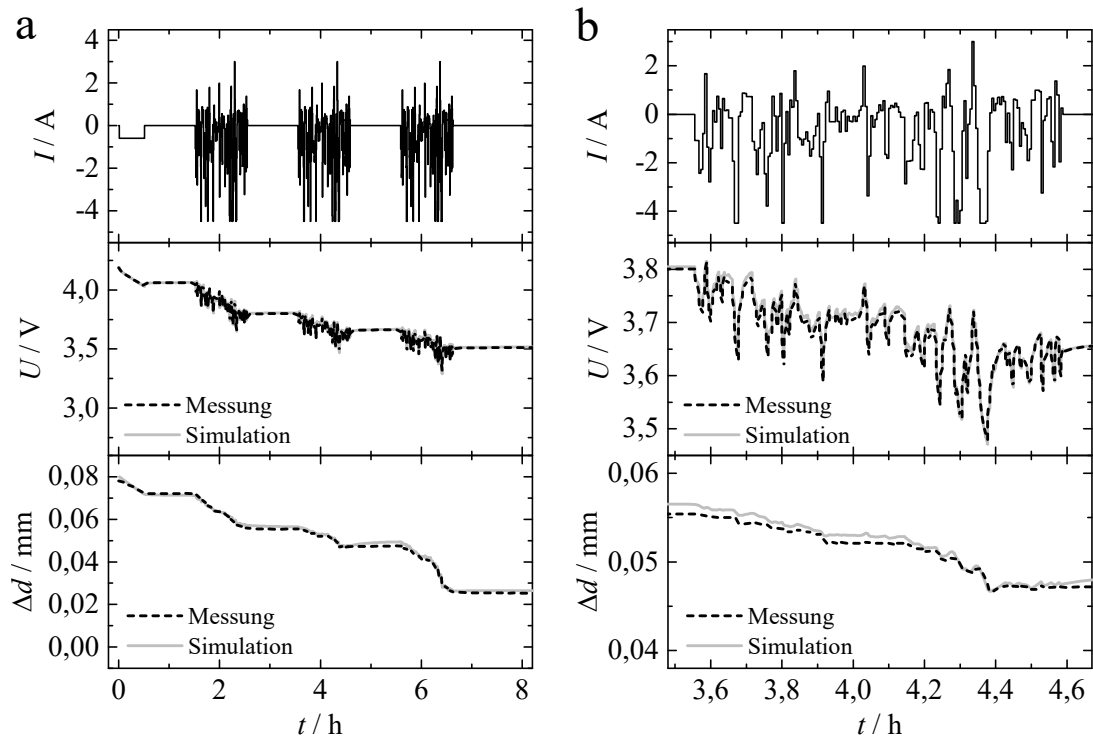 a
4
2
0
-2
-4
I / A
4,0
3,5
3,0
U / V
Messung
Simulation
0,08
0,06
0,04
0,02
0,00
Δd / mm
Messung
Simulation
0 2 4 6 8
t / h
b
2
0
-2
-4
I / A
3,8
3,7
3,6
3,5
U / V
Messung
Simulation
0,06
0,05
0,04
Δd / mm
Messung
Simulation
3,6 3,8 4,0 4,2 4,4 4,6
t / h